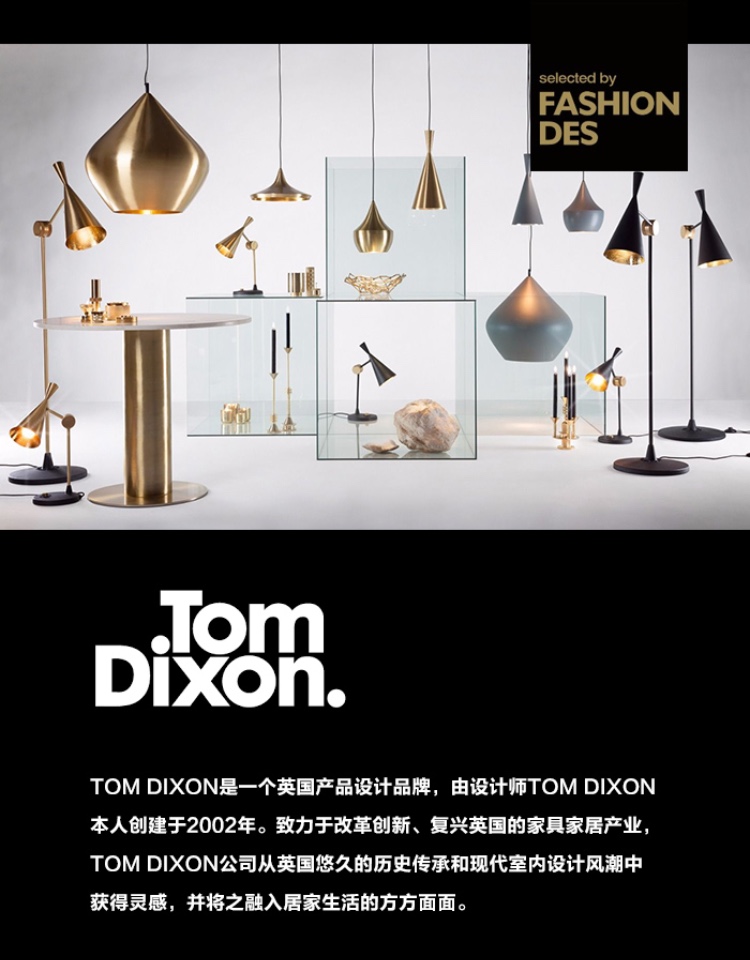 selected by
FASHION
DES
Tom
Dixon.
TOM DIXON是一个英国产品设计品牌，由设计师TOM DIXON
本人创建于2002年。致力于改革创新、复兴英国的家具家居产业，
TOM DIXON公司从英国悠久的历史传承和现代室内设计风潮中
获得灵感，并将之融入居家生活的方方面面。